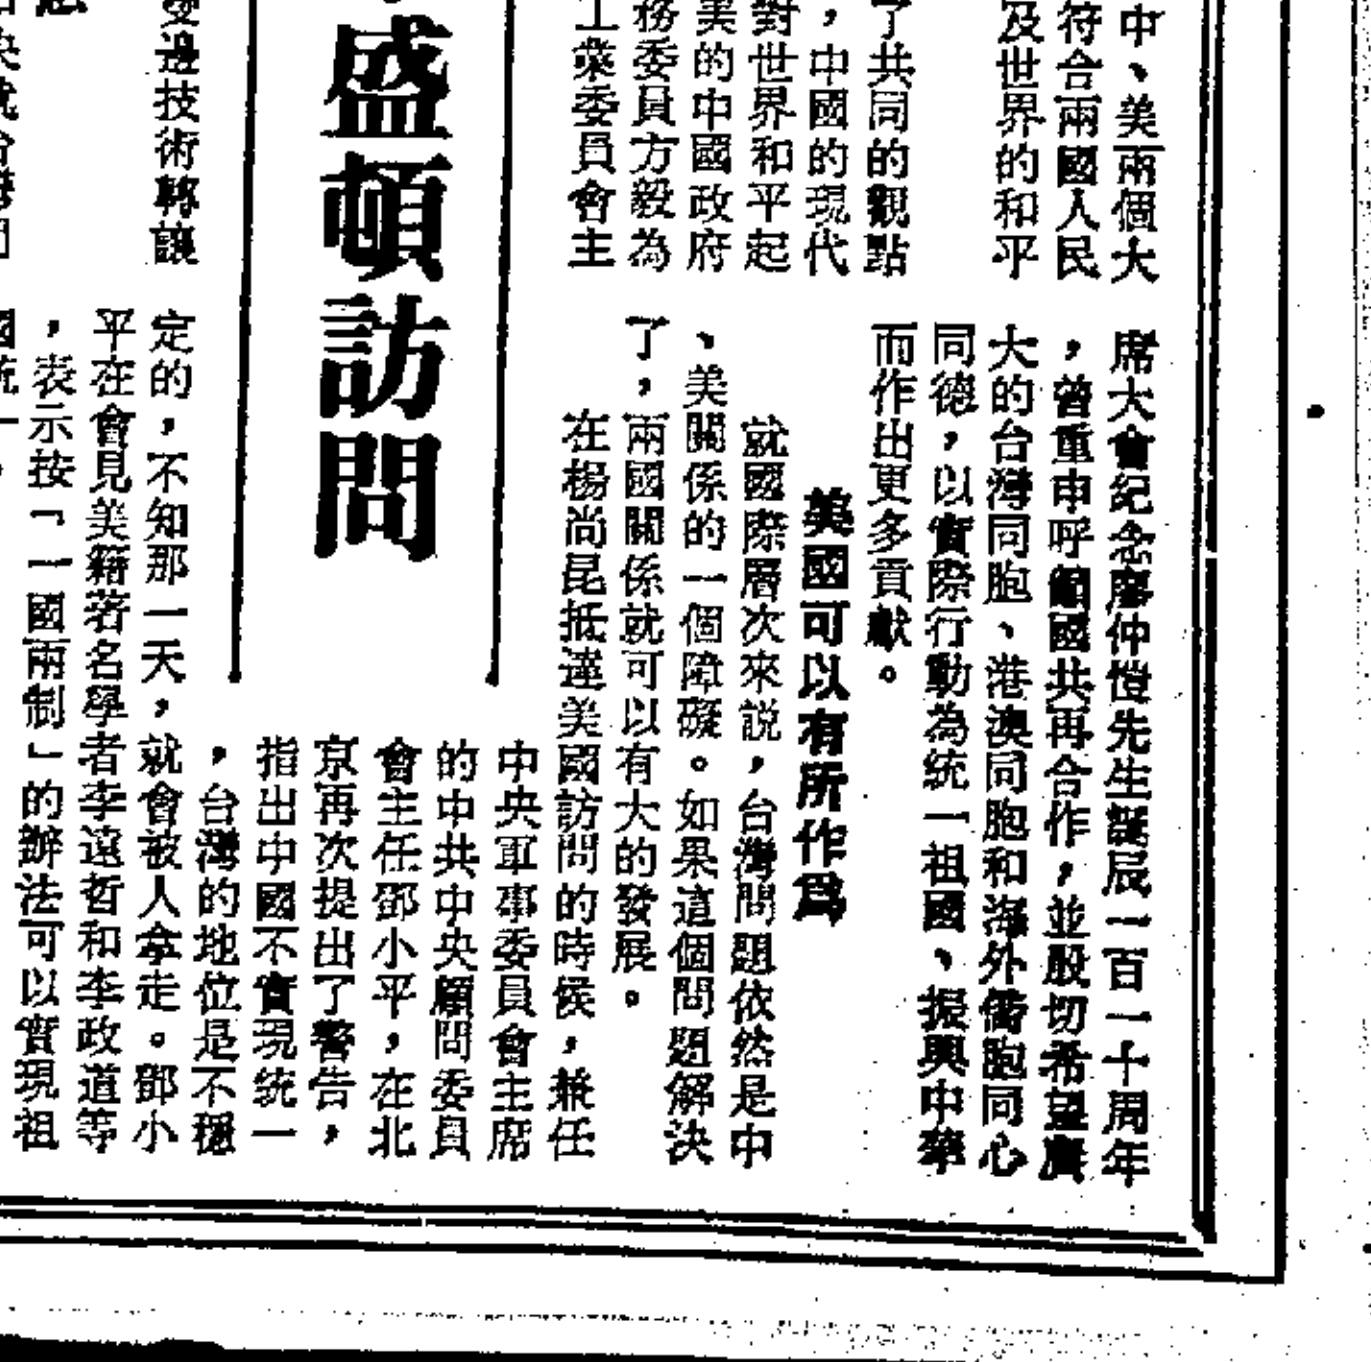 中、美兩個大
符合兩國人民
及世界的和平
了共同的觀點
，中國的現代
對世界和平起
美的中國政府
務委員方毅為
工業委員會主
席大會紀念廖仲愷先生誕辰一百一十周年
，曾重申呼籲國共再合作，並殷切希望廣
大的台灣同胞、港澳同胞和海外僑胞同心
同德，以實際行動為統一祖國、振興中華
而作出更多貢獻。
美國可以有所作爲
就國際層次來說，台灣問題依然是中
、美關係的一個障礙。如果這個問題解決
了，兩國關係就可以有大的發展。
在楊尚昆抵達美國訪問的時候，兼任
中央軍事委員會主席
的中共中央顧問委員
會主任鄧小平，在北
京再次提出了警告，
指出中國不實現統一
，台灣的地位是不穩
盛頓訪問
邊技術轉讓
定的，不知那一天，就會被人拿走。鄧小
平在會見美籍著名學者李遠哲和李政道等
，表示按「一國兩制」的辦法可以實現祖
國統一，